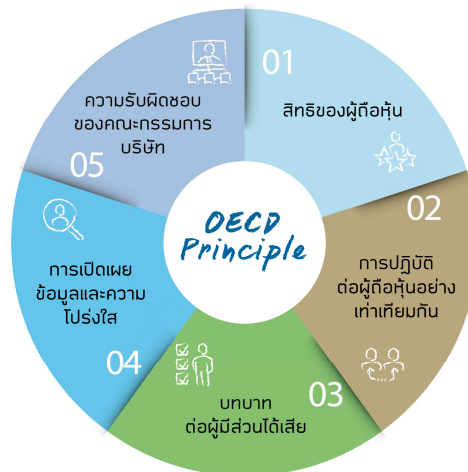 OECD
Principle
01
สิทธิของผู้ถือหุ้น
02
การปฏิบัติ
ต่อผู้ถือหุ้นอย่าง
เท่าเทียมกัน
03
บทบาท
ต่อผู้มีส่วนได้เสีย
04
การเปิดเผย
ข้อมูลและความ
โปร่งใส
05
ความรับผิดชอบ
ของคณะกรรมการ
บริษัท